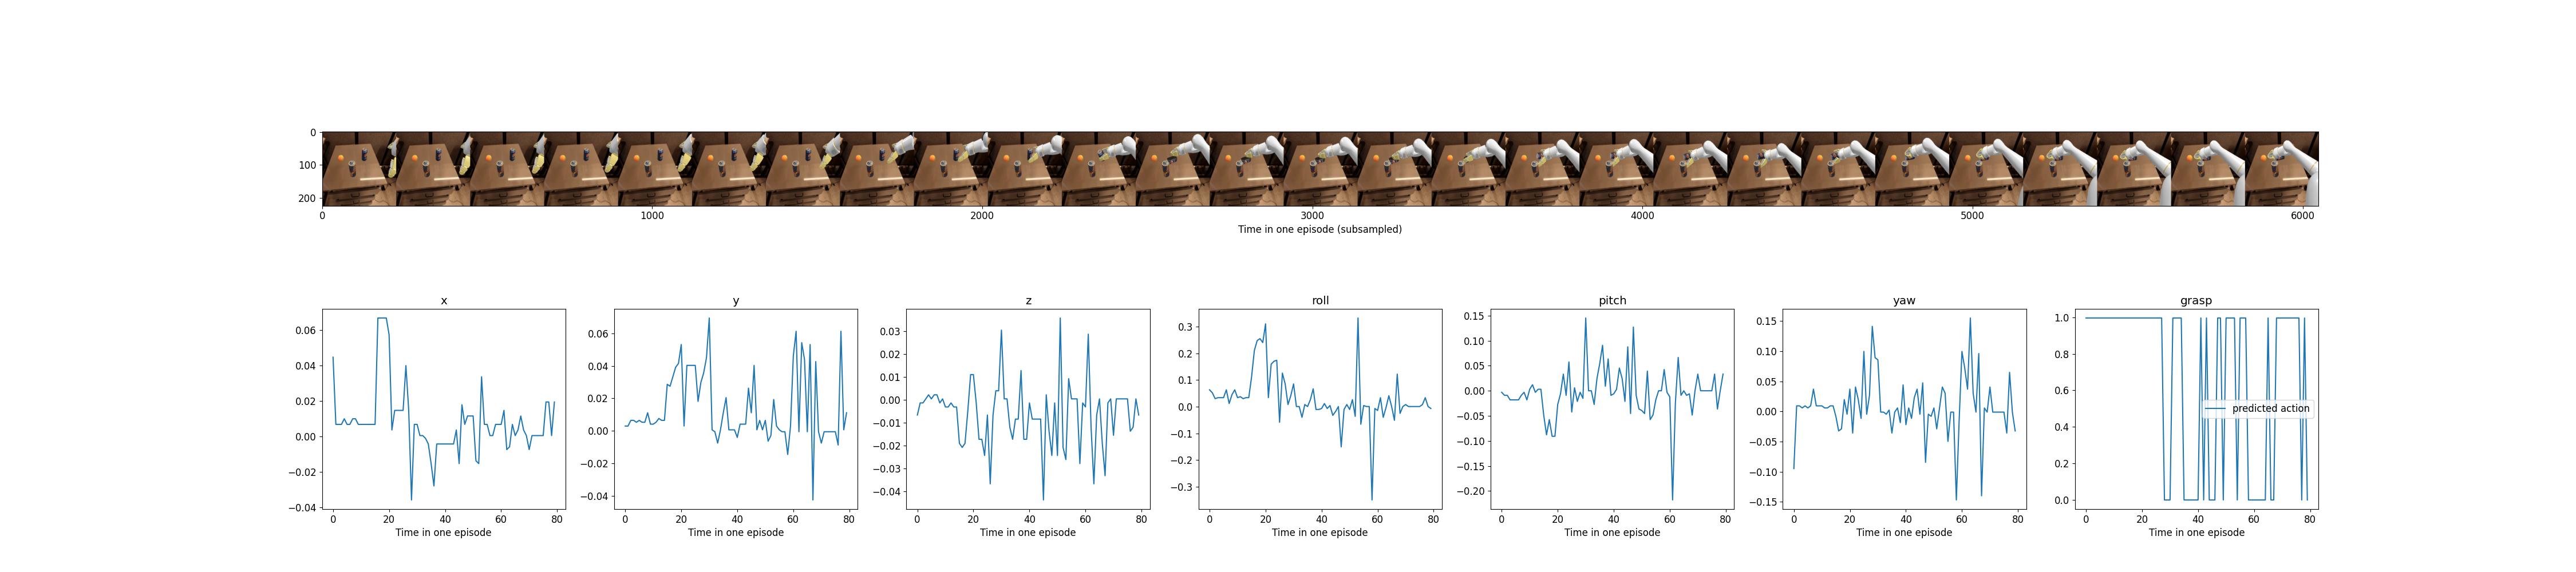 0
100
200
0 1000 2000 3000 4000 5000 6000
Time in one episode (subsampled)
x y z roll pitch yaw grasp
0.06
0.04
0.02
0.00
−0.02
−0.04
0 20 40 60 80
Time in one episode
0.06
0.04
0.02
0.00
−0.02
−0.04
0 20 40 60 80
Time in one episode
0.03
0.02
0.01
0.00
−0.01
−0.02
−0.03
−0.04
0 20 40 60 80
Time in one episode
0.3
0.2
0.1
0.0
−0.1
−0.2
−0.3
0 20 40 60 80
Time in one episode
0.15
0.10
0.05
0.00
−0.05
−0.10
−0.15
−0.20
0 20 40 60 80
Time in one episode
0.15
0.10
0.05
0.00
−0.05
−0.10
−0.15
0 20 40 60 80
Time in one episode
1.0
0.8
0.6
0.4
0.2
0.0
predicted action
0 20 40 60 80
Time in one episode